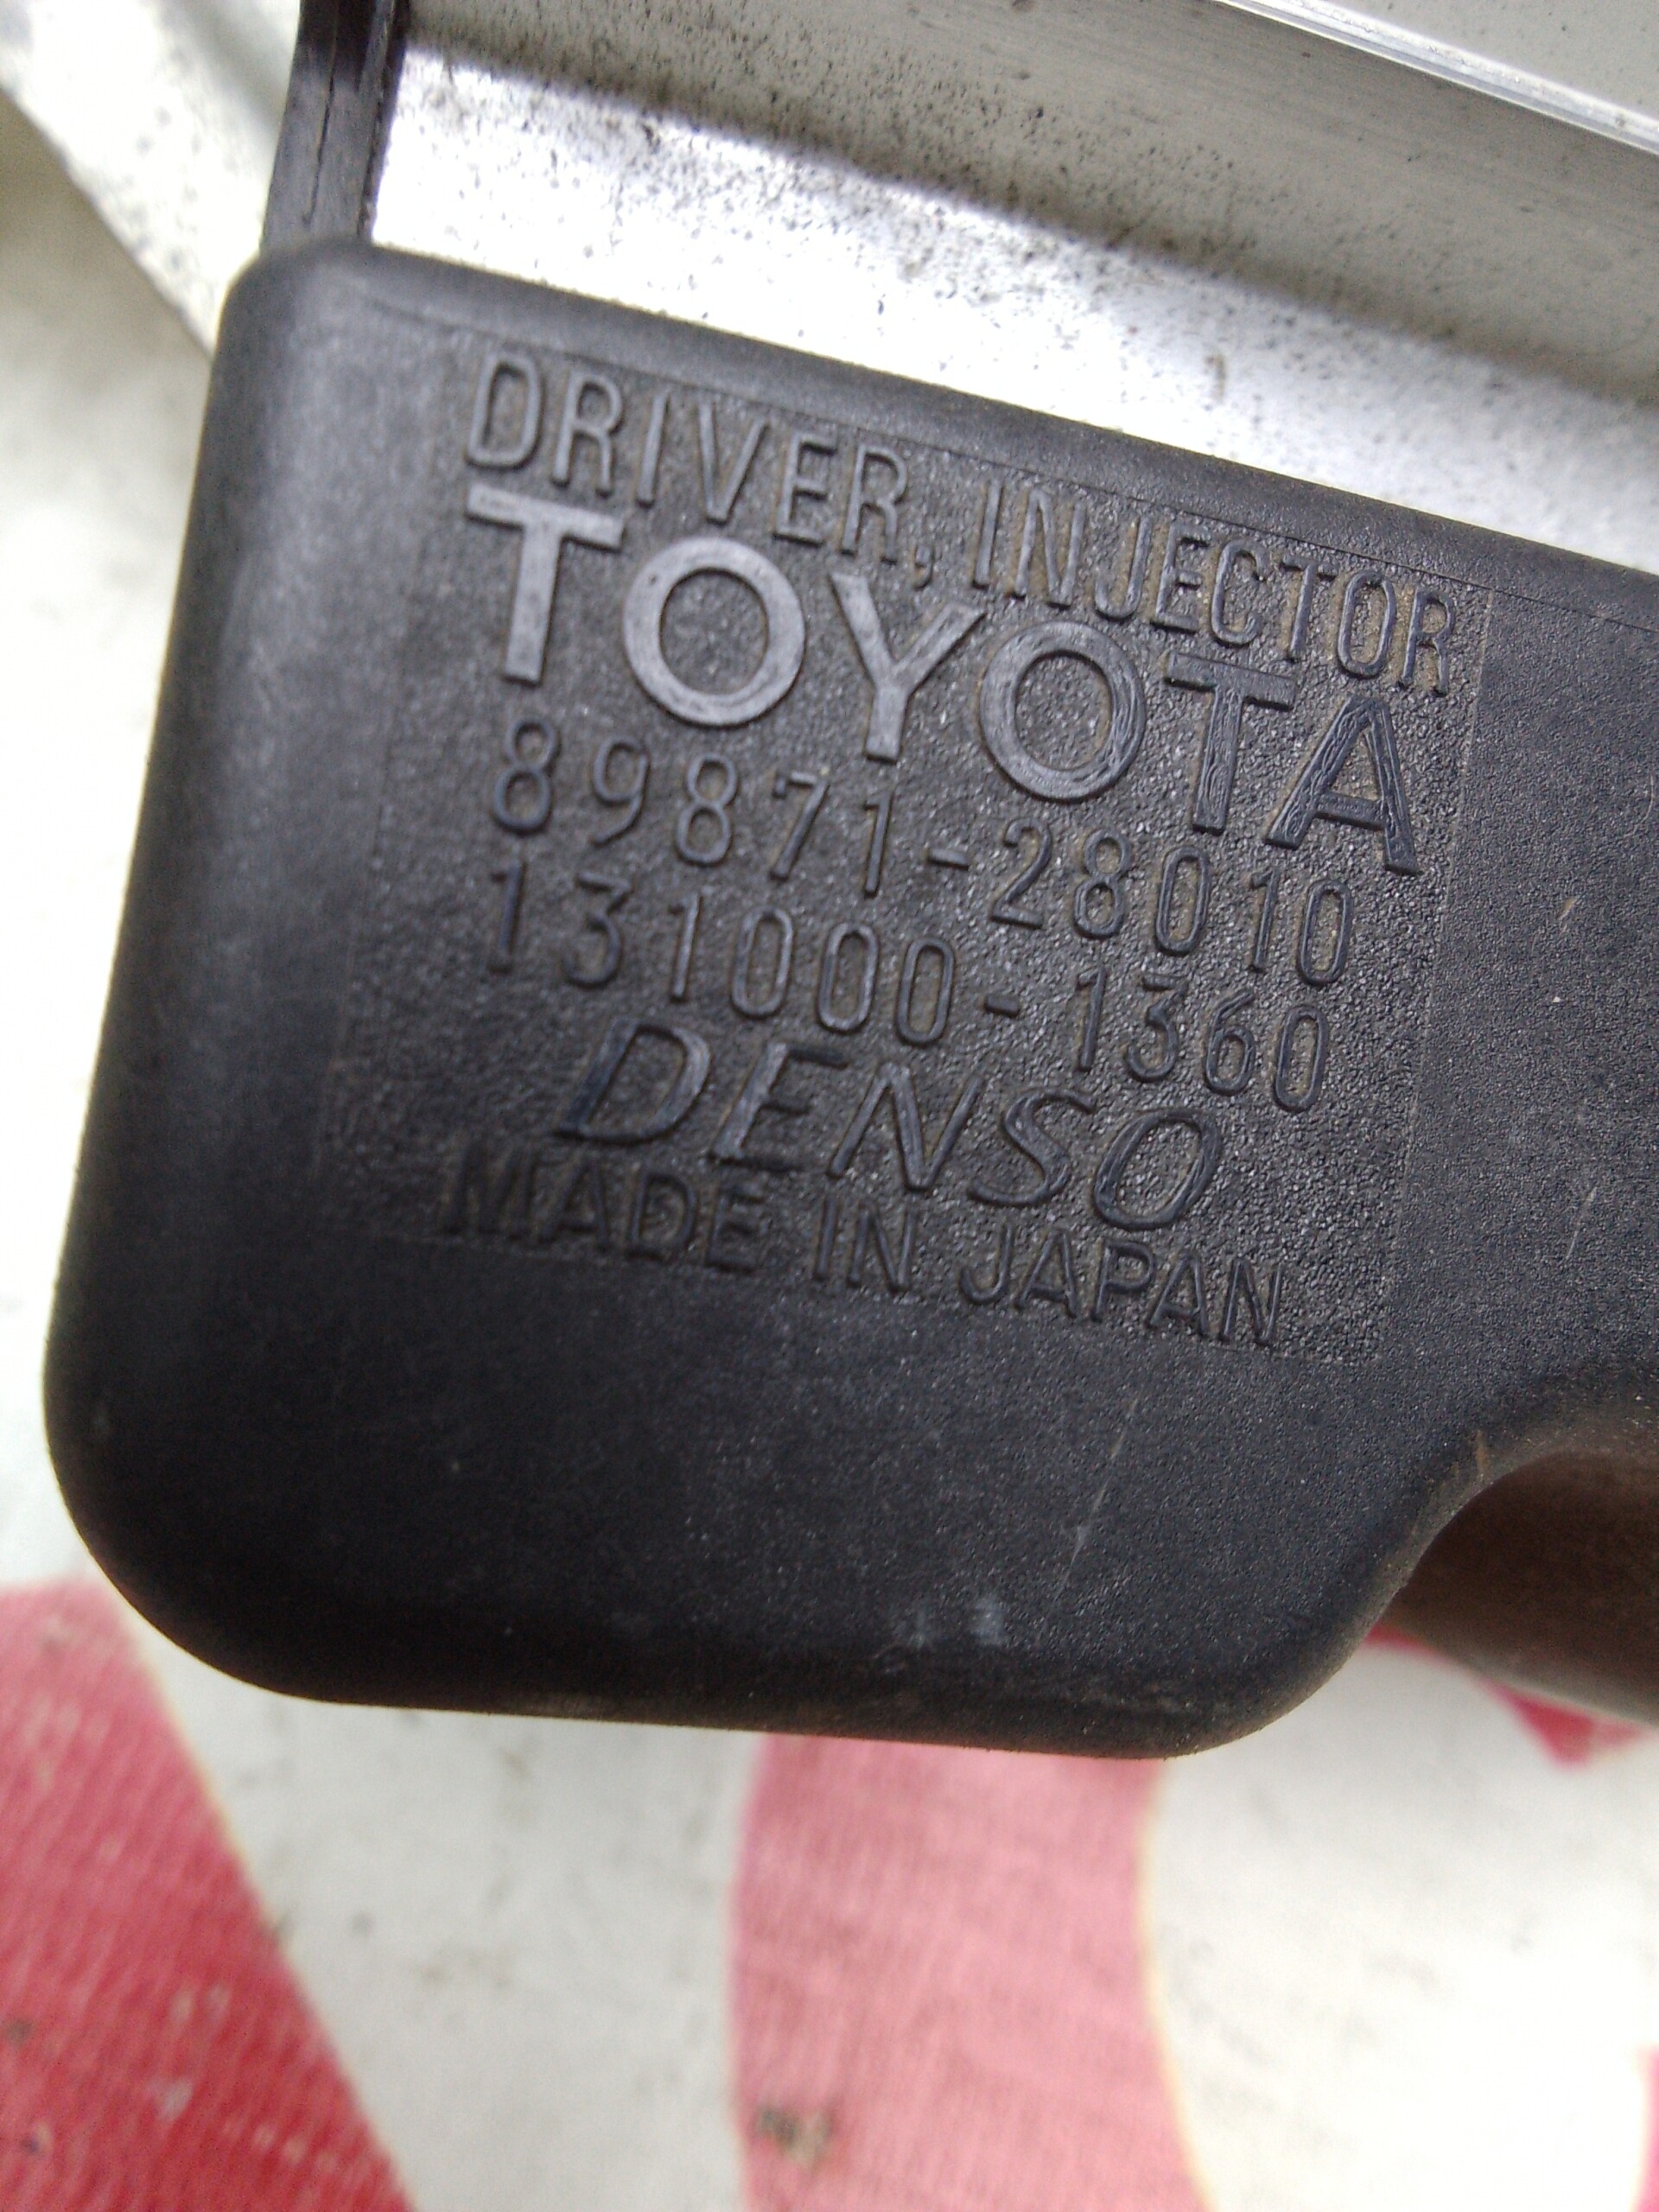 DRIVER, INJECTOR
TOYOTA
89871-28010
131000-1360
DENSO
MADE IN JAPAN